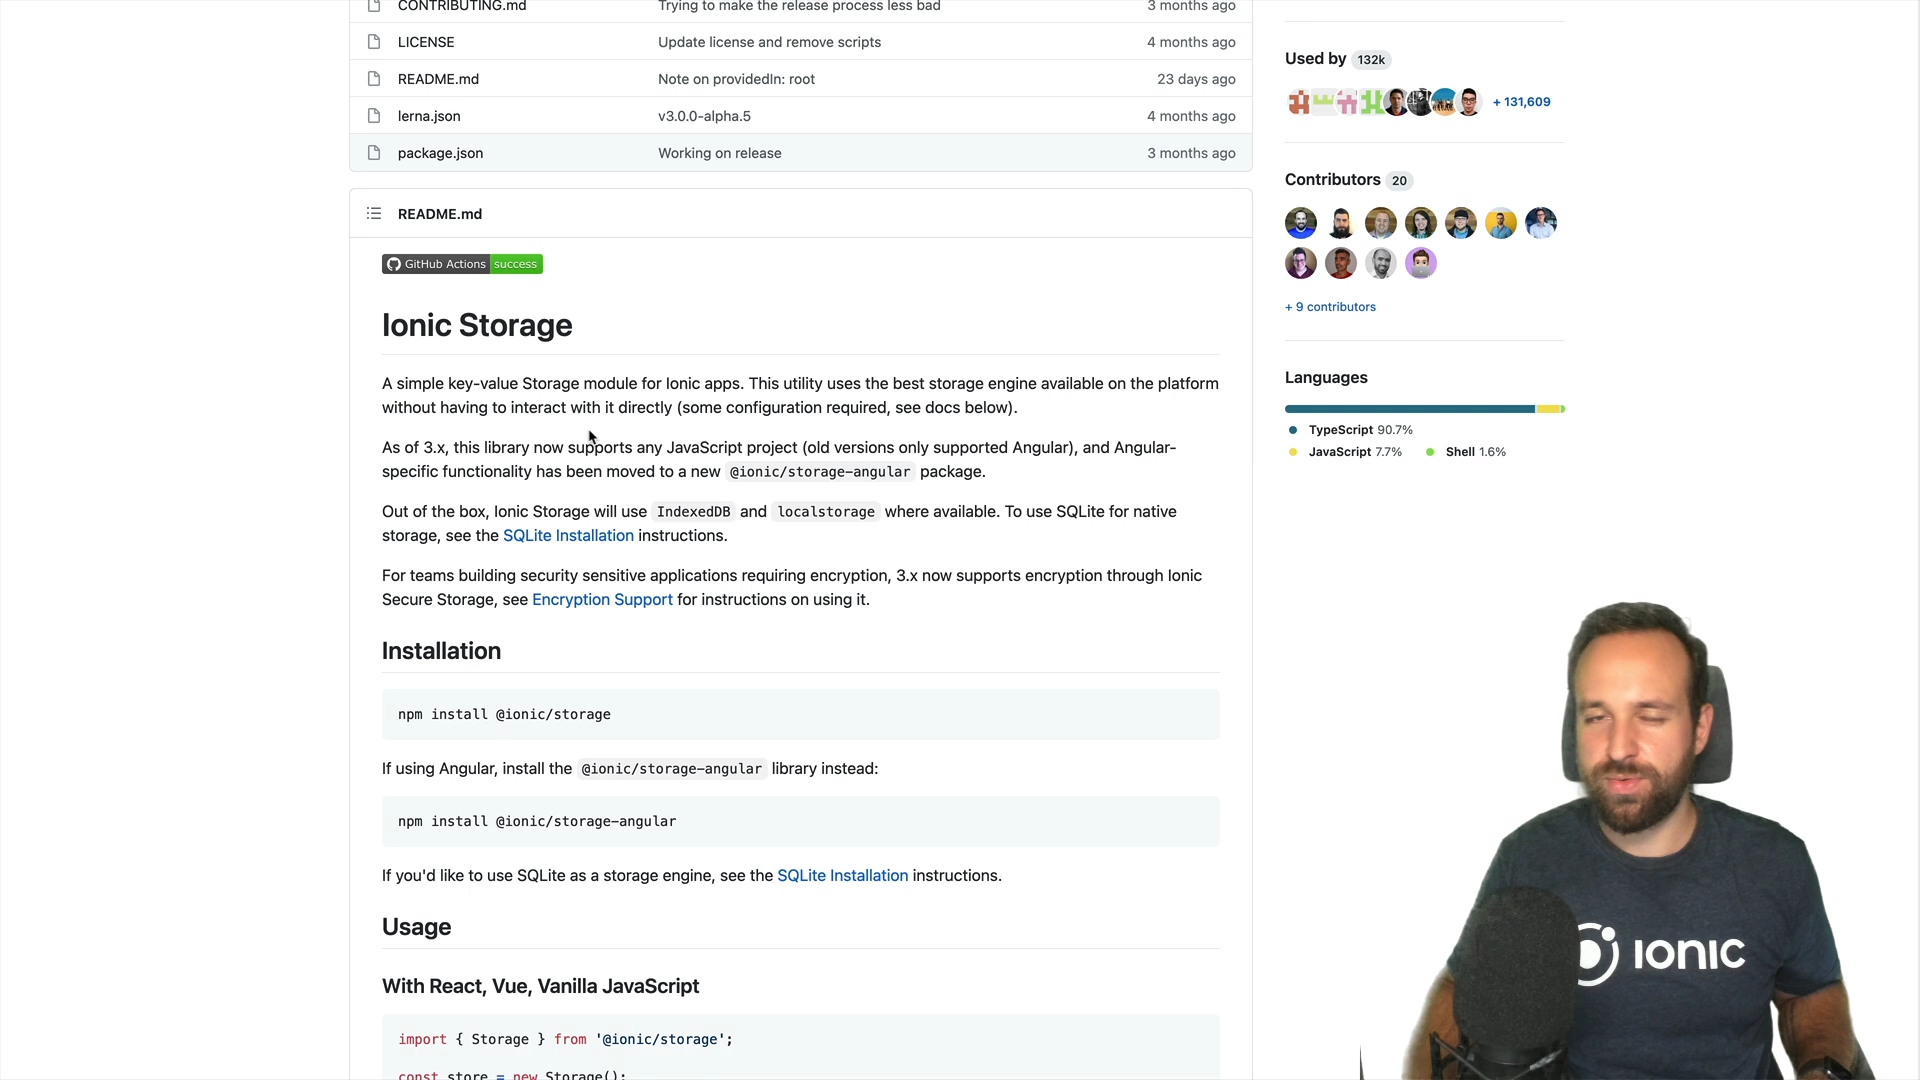 CONTRIBUTING.md Trying to make the release process less bad 3 months ago
LICENSE Update license and remove scripts 4 months ago
README.md Note on providedIn: root 23 days ago
lerna.json v3.0.0-alpha.5 4 months ago
package.json Working on release 3 months ago
README.md
GitHub Actions success
Ionic Storage
A simple key-value Storage module for Ionic apps. This utility uses the best storage engine available on the platform
without having to interact with it directly (some configuration required, see docs below).
As of 3.x, this library now supports any JavaScript project (old versions only supported Angular), and Angular-
specific functionality has been moved to a new @ionic/storage-angular package.
Out of the box, Ionic Storage will use IndexedDB and localstorage where available. To use SQLite for native
storage, see the SQLite Installation instructions.
For teams building security sensitive applications requiring encryption, 3.x now supports encryption through Ionic
Secure Storage, see Encryption Support for instructions on using it.
Installation
npm install @ionic/storage
If using Angular, install the @ionic/storage-angular library instead:
npm install @ionic/storage-angular
If you'd like to use SQLite as a storage engine, see the SQLite Installation instructions.
Usage
With React, Vue, Vanilla JavaScript
import { Storage } from '@ionic/storage';
const store = new Storage();
Used by 132k
+ 131,609
Contributors 20
+ 9 contributors
Languages
TypeScript 90.7%
JavaScript 7.7% Shell 1.6%
IONIC